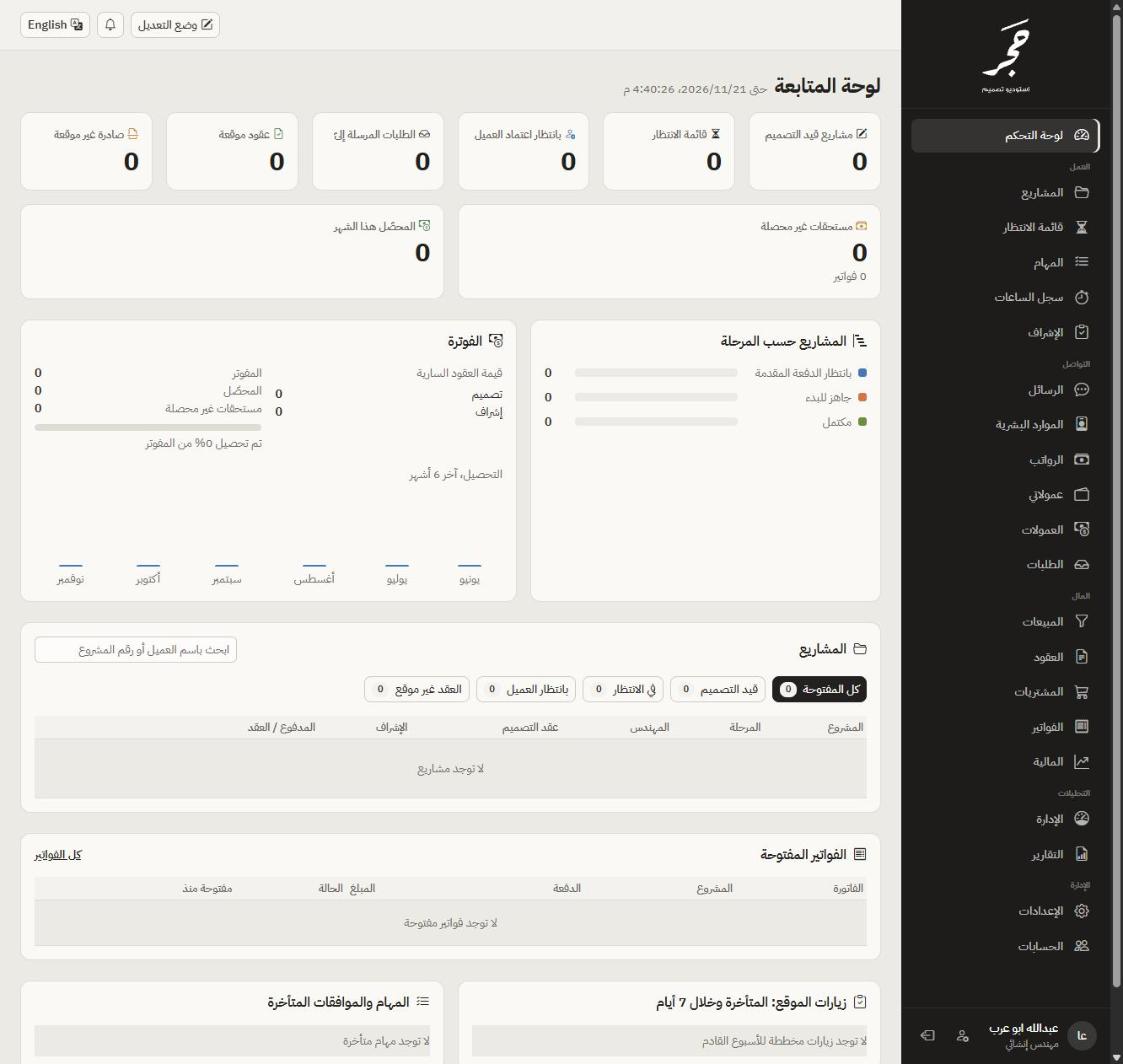 حجر
استوديو تصميم
لوحة التحكم
العمل
المشاريع
قائمة الانتظار
المهام
سجل الساعات
الإشراف
التواصل
الرسائل
الموارد البشرية
الرواتب
عمولاتي
العمولات
الطلبات
المال
المبيعات
العقود
المشتريات
الفواتير
المالية
التحليلات
الإدارة
التقارير
الإدارة
الإعدادات
الحسابات
عا
عبدالله ابو عرب
مهندس إنشائي
وضع التعديل
English
لوحة المتابعة حتى 2026/11/21، 4:40:26 م
مشاريع قيد التصميم
0
قائمة الانتظار
0
بانتظار اعتماد العميل
0
الطلبات المرسلة إليّ
0
عقود موقعة
0
صادرة غير موقعة
0
مستحقات غير محصلة
0
0 فواتير
المحصّل هذا الشهر
0
المشاريع حسب المرحلة
بانتظار الدفعة المقدمة 0
جاهز للبدء 0
مكتمل 0
الفوترة
قيمة العقود السارية
تصميم 0
إشراف 0
المفوتر 0
المحصّل 0
مستحقات غير محصلة 0
تم تحصيل 0% من المفوتر
التحصيل، آخر 6 أشهر
يونيو يوليو أغسطس سبتمبر أكتوبر نوفمبر
المشاريع
ابحث باسم العميل أو رقم المشروع
كل المفتوحة 0 قيد التصميم 0 في الانتظار 0 بانتظار العميل 0 العقد غير موقع 0
المشروع المرحلة المهندس عقد التصميم الإشراف المدفوع / العقد
لا توجد مشاريع
الفواتير المفتوحة
كل الفواتير
الفاتورة المشروع الدفعة المبلغ الحالة مفتوحة منذ
لا توجد فواتير مفتوحة
زيارات الموقع: المتأخرة وخلال 7 أيام
لا توجد زيارات مخططة للأسبوع القادم
المهام والموافقات المتأخرة
لا توجد مهام متأخرة